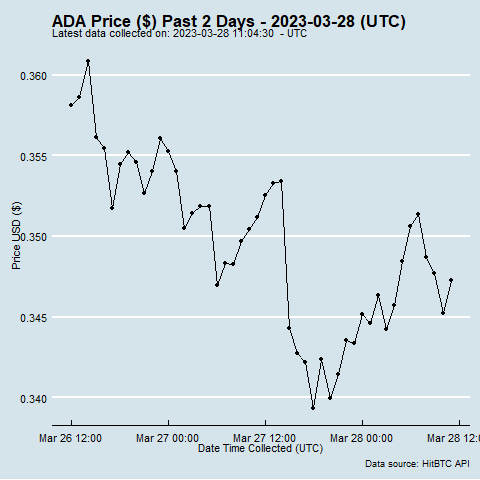 ADA Price ($) Past 2 Days - 2023-03-28 (UTC)
Latest data collected on: 2023-03-28 11:04:30  - UTC
0.360
0.355
0.350
0.345
0.340
Price USD ($)
Mar 26 12:00 Mar 27 00:00 Mar 27 12:00 Mar 28 00:00 Mar 28 12:
Date Time Collected (UTC)
Data source: HitBTC API